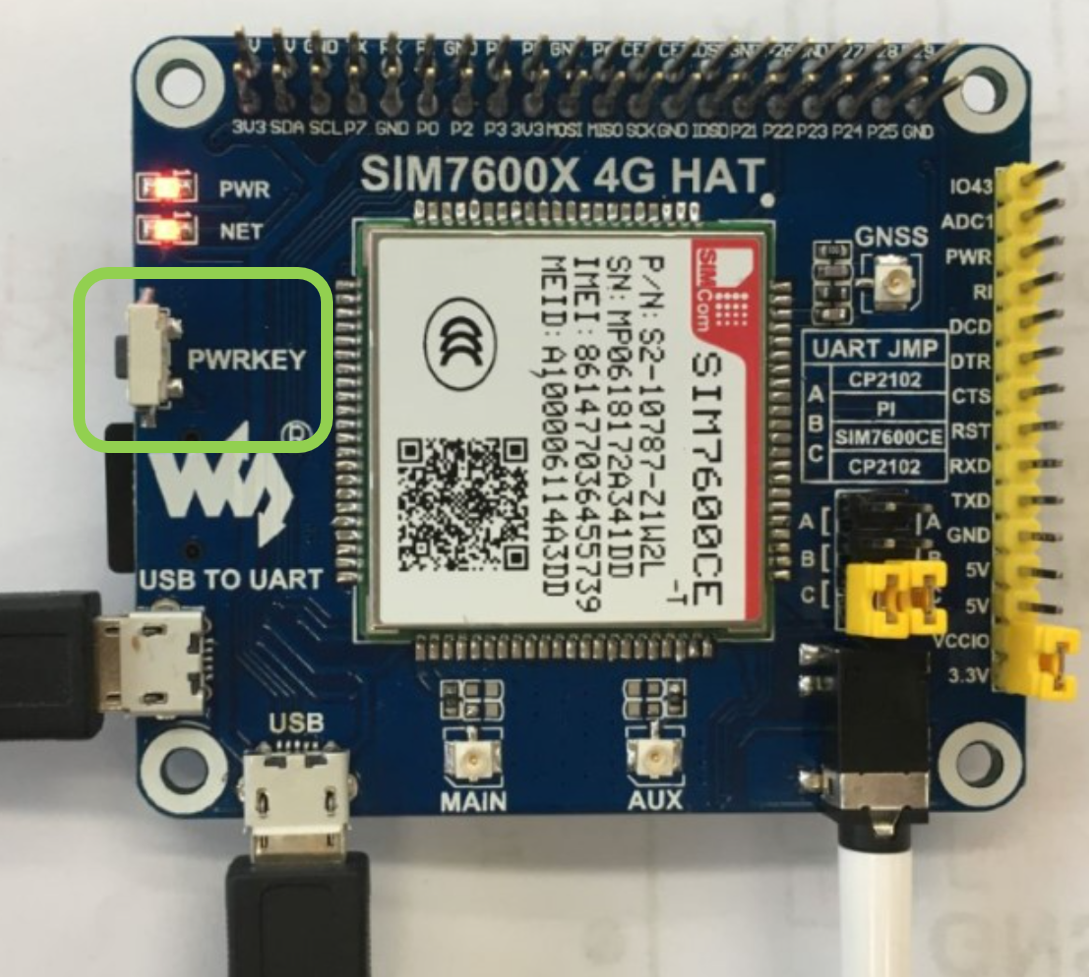 GND
3V3 SDA SCL P7 GND P0 P2 P3 3V3 MOSI MISO SCK GND IDSD P21 P22 P23 P24 P25 GND
SIM7600X 4G HAT
PWR
NET
PWRKEY
®
USB TO UART
USB
SIMCom
SIM7600CE
-T
P/N: S2-10787-Z1W2L
SN: MP0618172A341DD
IMEI: 861477036455739
MEID: A100006114A3DD
CCC
MAIN
AUX
GNSS
UART JMP
A CP2102
B PI
SIM7600CE
C CP2102
A [ ] A
B [ B
C [
IO43
ADC1
PWR
RI
DCD
DTR
CTS
RST
RXD
TXD
GND
5V
5V
VCCIO
3.3V